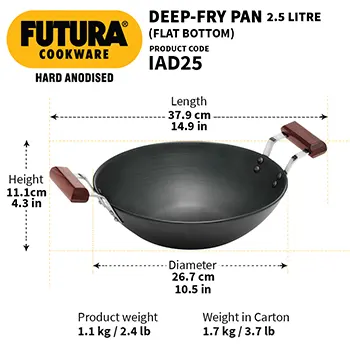 FUTURA®
COOKWARE
HARD ANODISED
DEEP-FRY PAN 2.5 LITRE
(FLAT BOTTOM)
PRODUCT CODE
IAD25
Length
37.9 cm
14.9 in
Height
11.1cm
4.3 in
Diameter
26.7 cm
10.5 in
Product weight
1.1 kg / 2.4 lb
Weight in Carton
1.7 kg / 3.7 lb